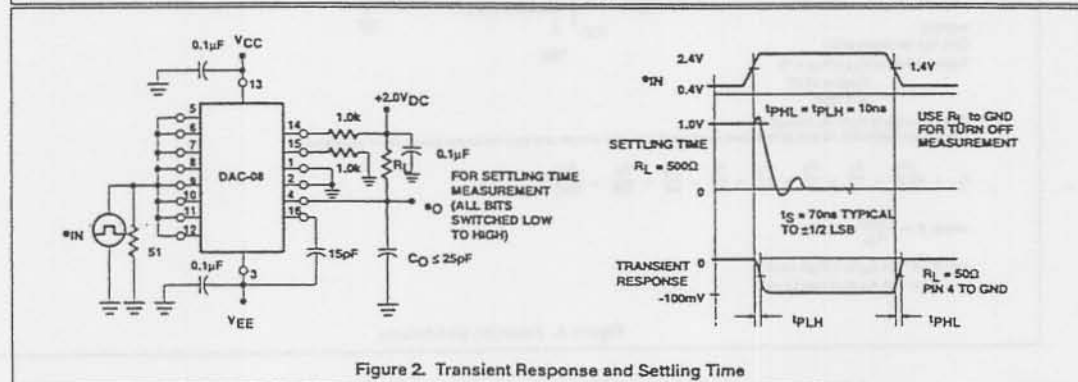 0.1µF
VCC
13
5
6
7
8
9
10
11
12
DAC-08
14
15
1
2
4
16
3
1.0k
1.0k
+2.0VDC
RL
0.1µF
FOR SETTLING TIME
MEASUREMENT
(ALL BITS
SWITCHED LOW
TO HIGH)
eO
eIN
51
0.1µF
15pF
CO ≤ 25pF
VEE
2.4V
eIN
0.4V
1.4V
tPHL = tPLH = 10ns
1.0V
SETTLING TIME
RL = 500Ω
0
USE RL to GND
FOR TURN OFF
MEASUREMENT
tS = 70ns TYPICAL
TO ±1/2 LSB
TRANSIENT
RESPONSE
0
-100mV
RL = 50Ω
PIN 4 TO GND
tPLH
tPHL
Figure 2. Transient Response and Settling Time